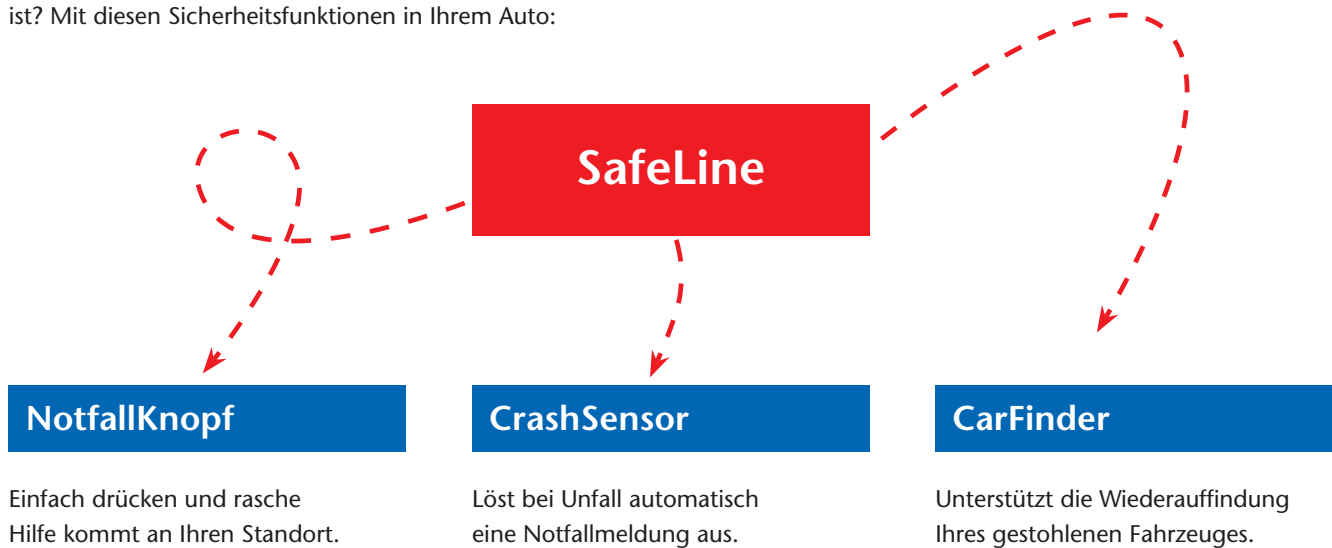 ist? Mit diesen Sicherheitsfunktionen in Ihrem Auto:
SafeLine
NotfallKnopf
Einfach drücken und rasche
Hilfe kommt an Ihren Standort.
CrashSensor
Löst bei Unfall automatisch
eine Notfallmeldung aus.
CarFinder
Unterstützt die Wiederauffindung
Ihres gestohlenen Fahrzeuges.